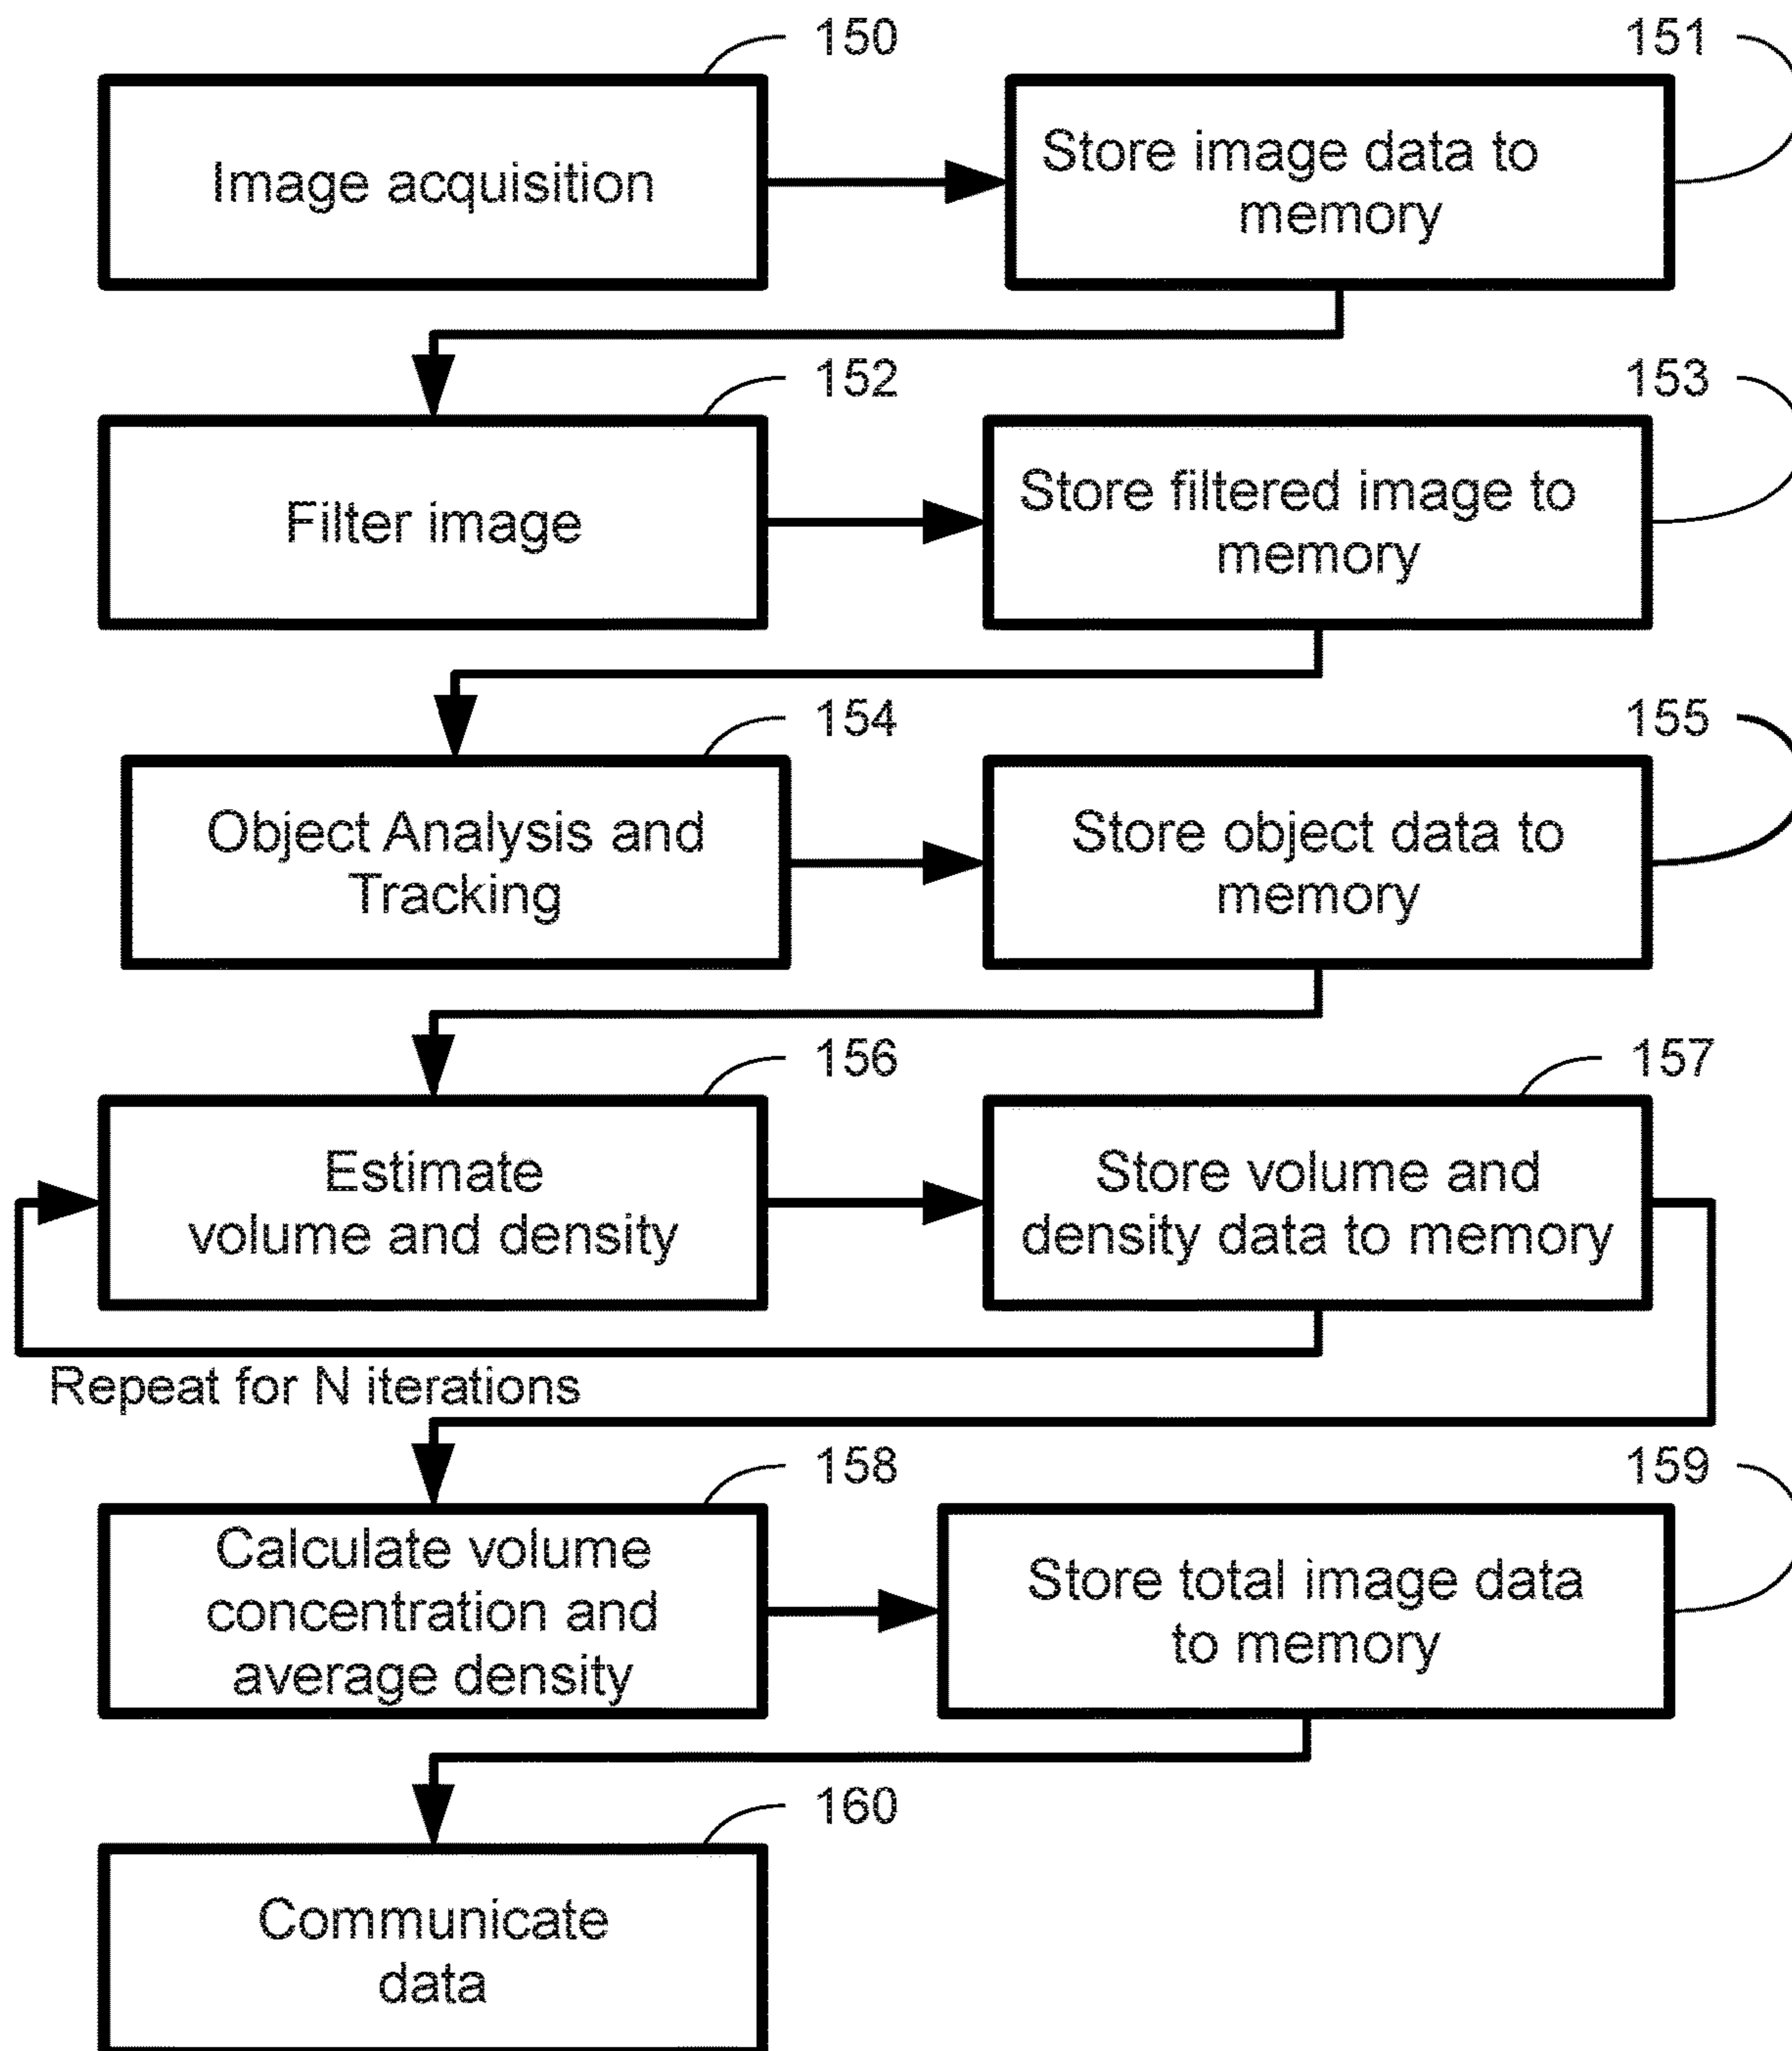 150
151
Image acquisition
Store image data to
memory
152
153
Filter image
Store filtered image to
memory
154
155
Object Analysis and
Tracking
Store object data to
memory
156
157
Estimate
volume and density
Store volume and
density data to memory
Repeat for N iterations
158
159
Calculate volume
concentration and
average density
Store total image data
to memory
160
Communicate
data